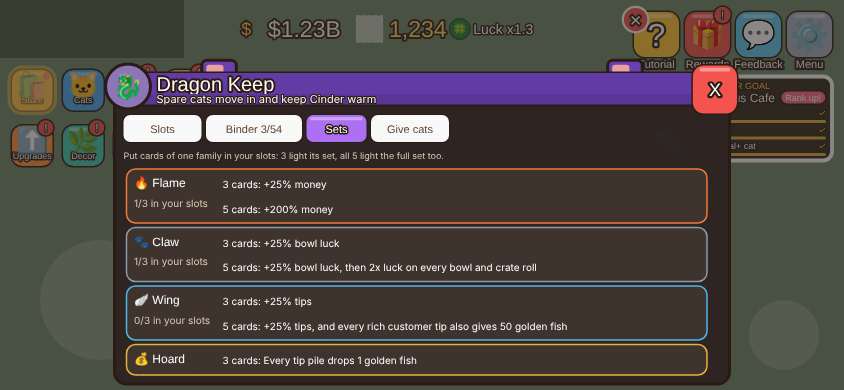 $ $1.23B 1,234 Luck x1.3
? ! !
utorial Rewards Feedback Menu
Store Cats
! !
Upgrades Decor
GOAL
s Cafe Rank up!
al+ cat
Dragon Keep
Spare cats move in and keep Cinder warm
X
Slots Binder 3/54 Sets Give cats
Put cards of one family in your slots: 3 light its set, all 5 light the full set too.
Flame 3 cards: +25% money
1/3 in your slots
5 cards: +200% money
Claw 3 cards: +25% bowl luck
1/3 in your slots
5 cards: +25% bowl luck, then 2x luck on every bowl and crate roll
Wing 3 cards: +25% tips
0/3 in your slots
5 cards: +25% tips, and every rich customer tip also gives 50 golden fish
Hoard 3 cards: Every tip pile drops 1 golden fish